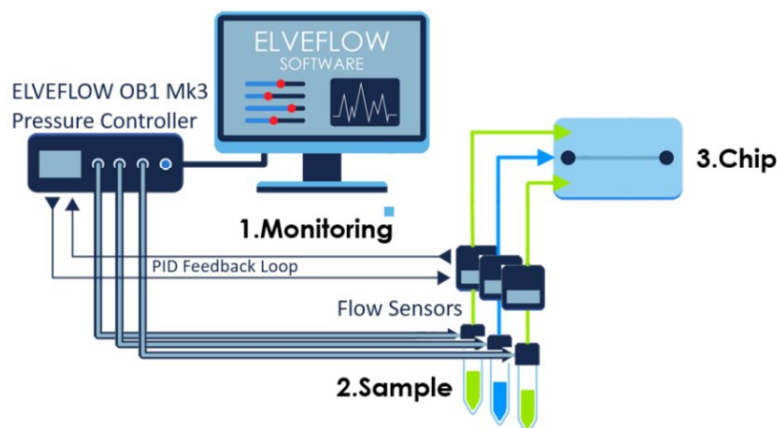 ELVEFLOW
SOFTWARE
ELVEFLOW OB1 Mk3
Pressure Controller
3.Chip
1.Monitoring
PID Feedback Loop
Flow Sensors
2.Sample